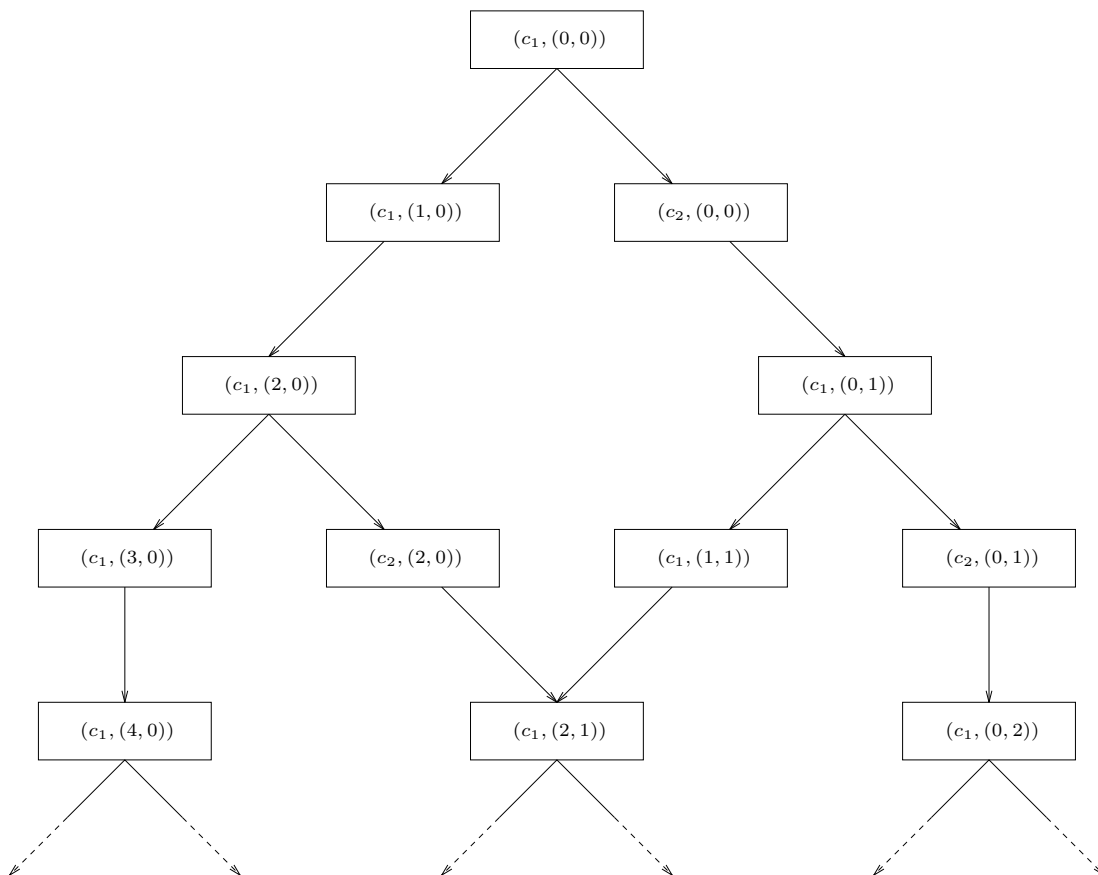 (c₁, (0, 0))
(c₁, (1, 0))
(c₂, (0, 0))
(c₁, (2, 0))
(c₁, (0, 1))
(c₁, (3, 0))
(c₂, (2, 0))
(c₁, (1, 1))
(c₂, (0, 1))
(c₁, (4, 0))
(c₁, (2, 1))
(c₁, (0, 2))